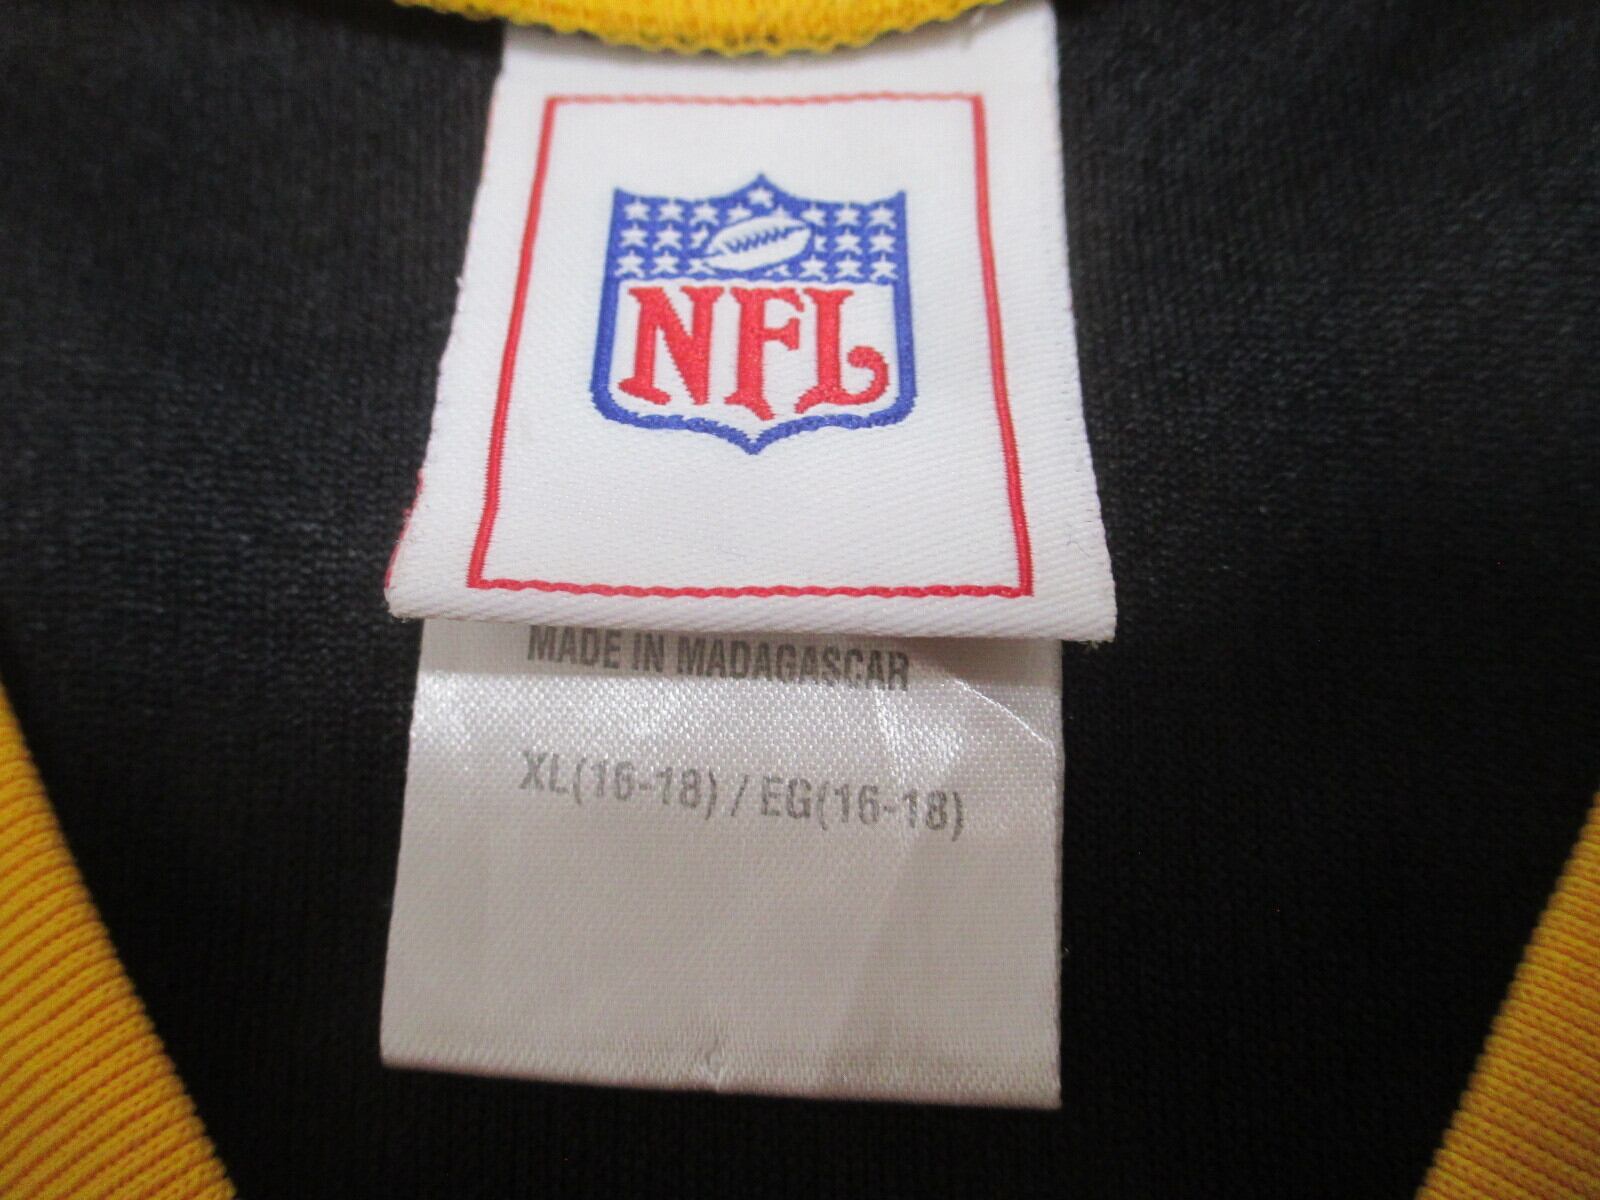 NFL
MADE IN MADAGASCAR
XL(16-18) / EG(16-18)